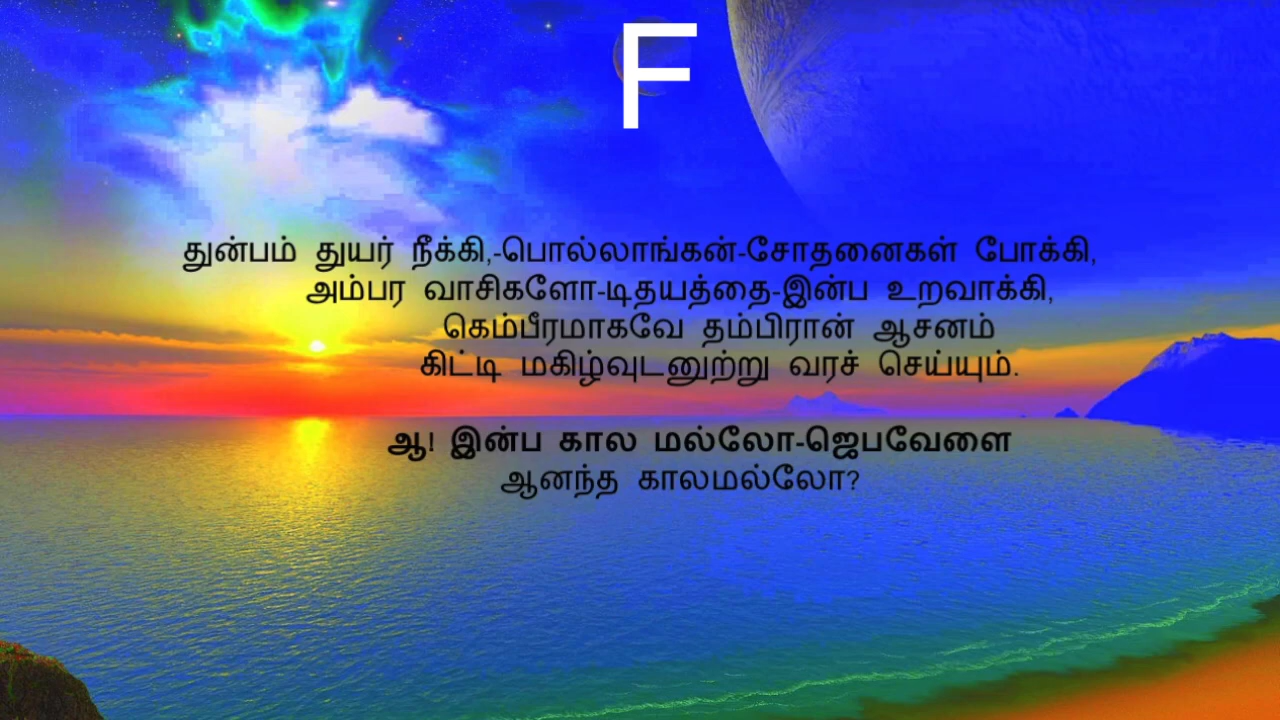 F
துன்பம் துயர் நீக்கி,-பொல்லாங்கன்-சோதனைகள் போக்கி,
அம்பர வாசிகளோ-டிதயத்தை-இன்ப உறவாக்கி,
கெம்பீரமாகவே தம்பிரான் ஆசனம்
கிட்டி மகிழ்வுடனுற்று வரச் செய்யும்.
ஆ! இன்ப கால மல்லோ-ஜெபவேளை
ஆனந்த காலமல்லோ?